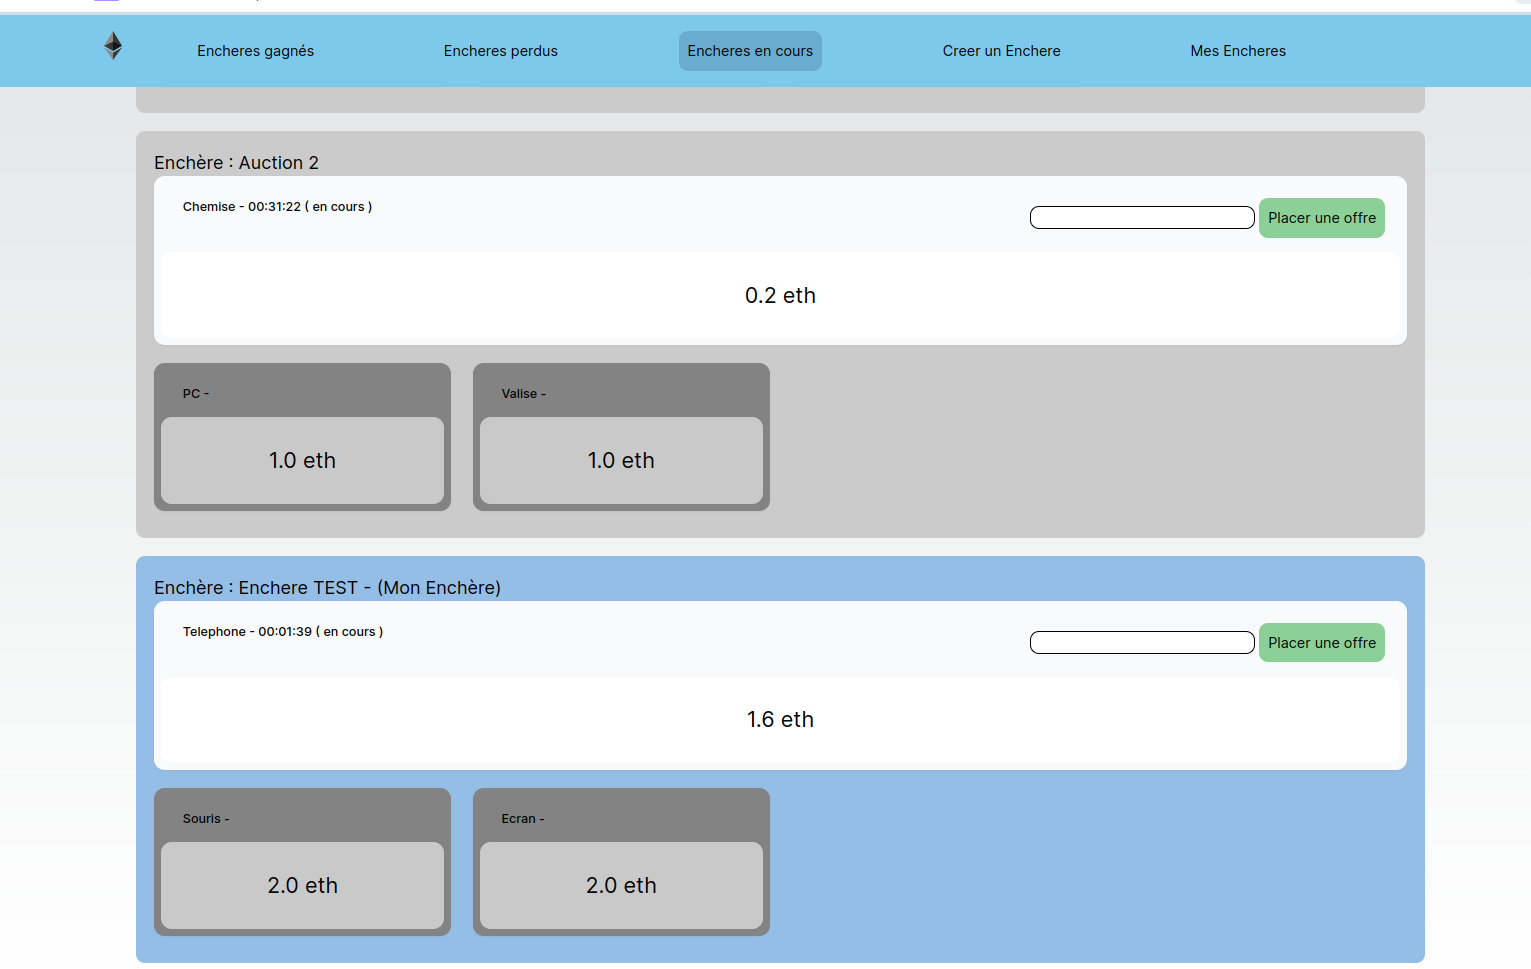 Encheres gagnés
Encheres perdus
Encheres en cours
Creer un Enchere
Mes Encheres
Enchère : Auction 2
Chemise - 00:31:22 ( en cours )
Placer une offre
0.2 eth
PC -
Valise -
1.0 eth
1.0 eth
Enchère : Enchere TEST - (Mon Enchère)
Telephone - 00:01:39 ( en cours )
Placer une offre
1.6 eth
Souris -
Ecran -
2.0 eth
2.0 eth